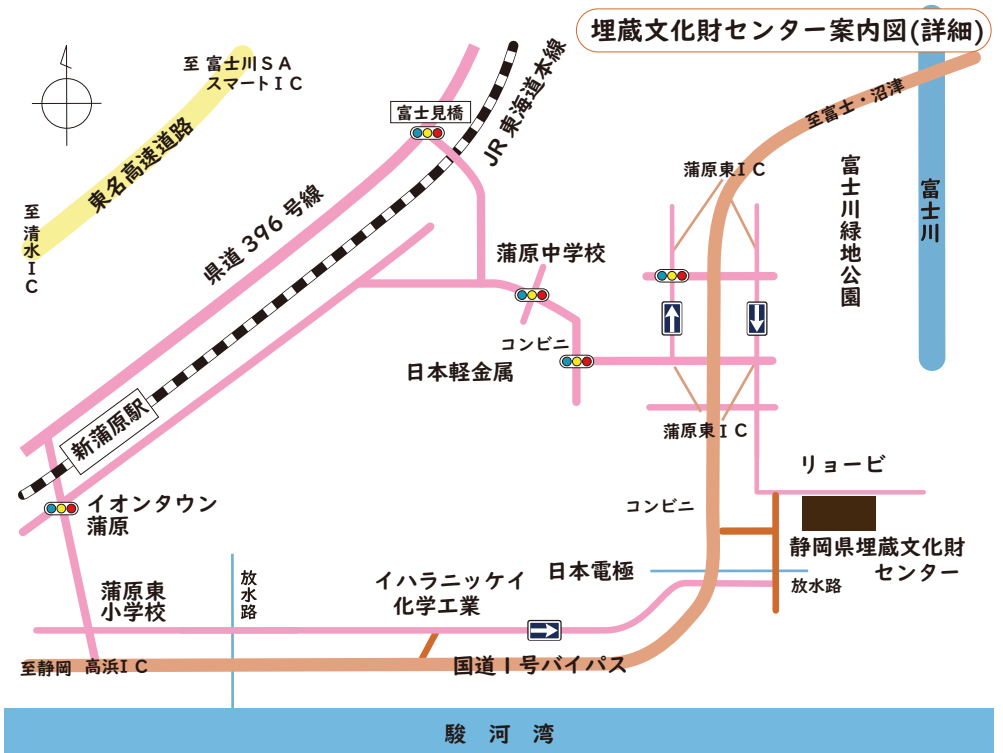 埋蔵文化財センター案内図(詳細)
至 富士川ＳＡ
スマートＩＣ
東名高速道路
至 清水ＩＣ
富士見橋
JR 東海道本線
県道 396 号線
至富士・沼津
蒲原東ＩＣ
富士川緑地公園
富士川
蒲原中学校
コンビニ
日本軽金属
新蒲原駅
蒲原東ＩＣ
リョービ
イオンタウン
蒲原
コンビニ
静岡県埋蔵文化財
センター
日本電極
放水路
イハラニッケイ
化学工業
放水路
蒲原東
小学校
至静岡
高浜ＩＣ
国道１号バイパス
駿河湾